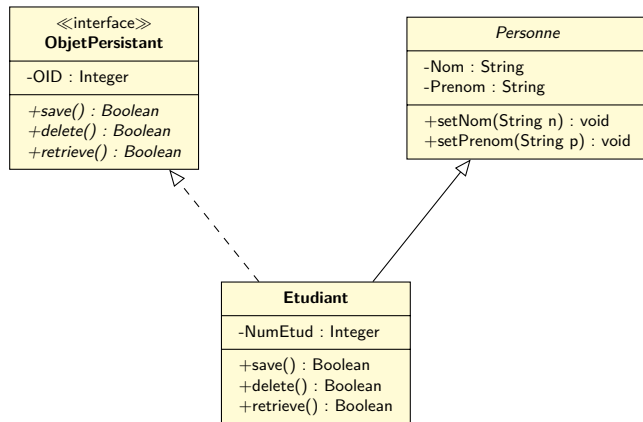 ≪interface≫
ObjetPersistant
-OID : Integer
+save() : Boolean
+delete() : Boolean
+retrieve() : Boolean
Personne
-Nom : String
-Prenom : String
+setNom(String n) : void
+setPrenom(String p) : void
Etudiant
-NumEtud : Integer
+save() : Boolean
+delete() : Boolean
+retrieve() : Boolean